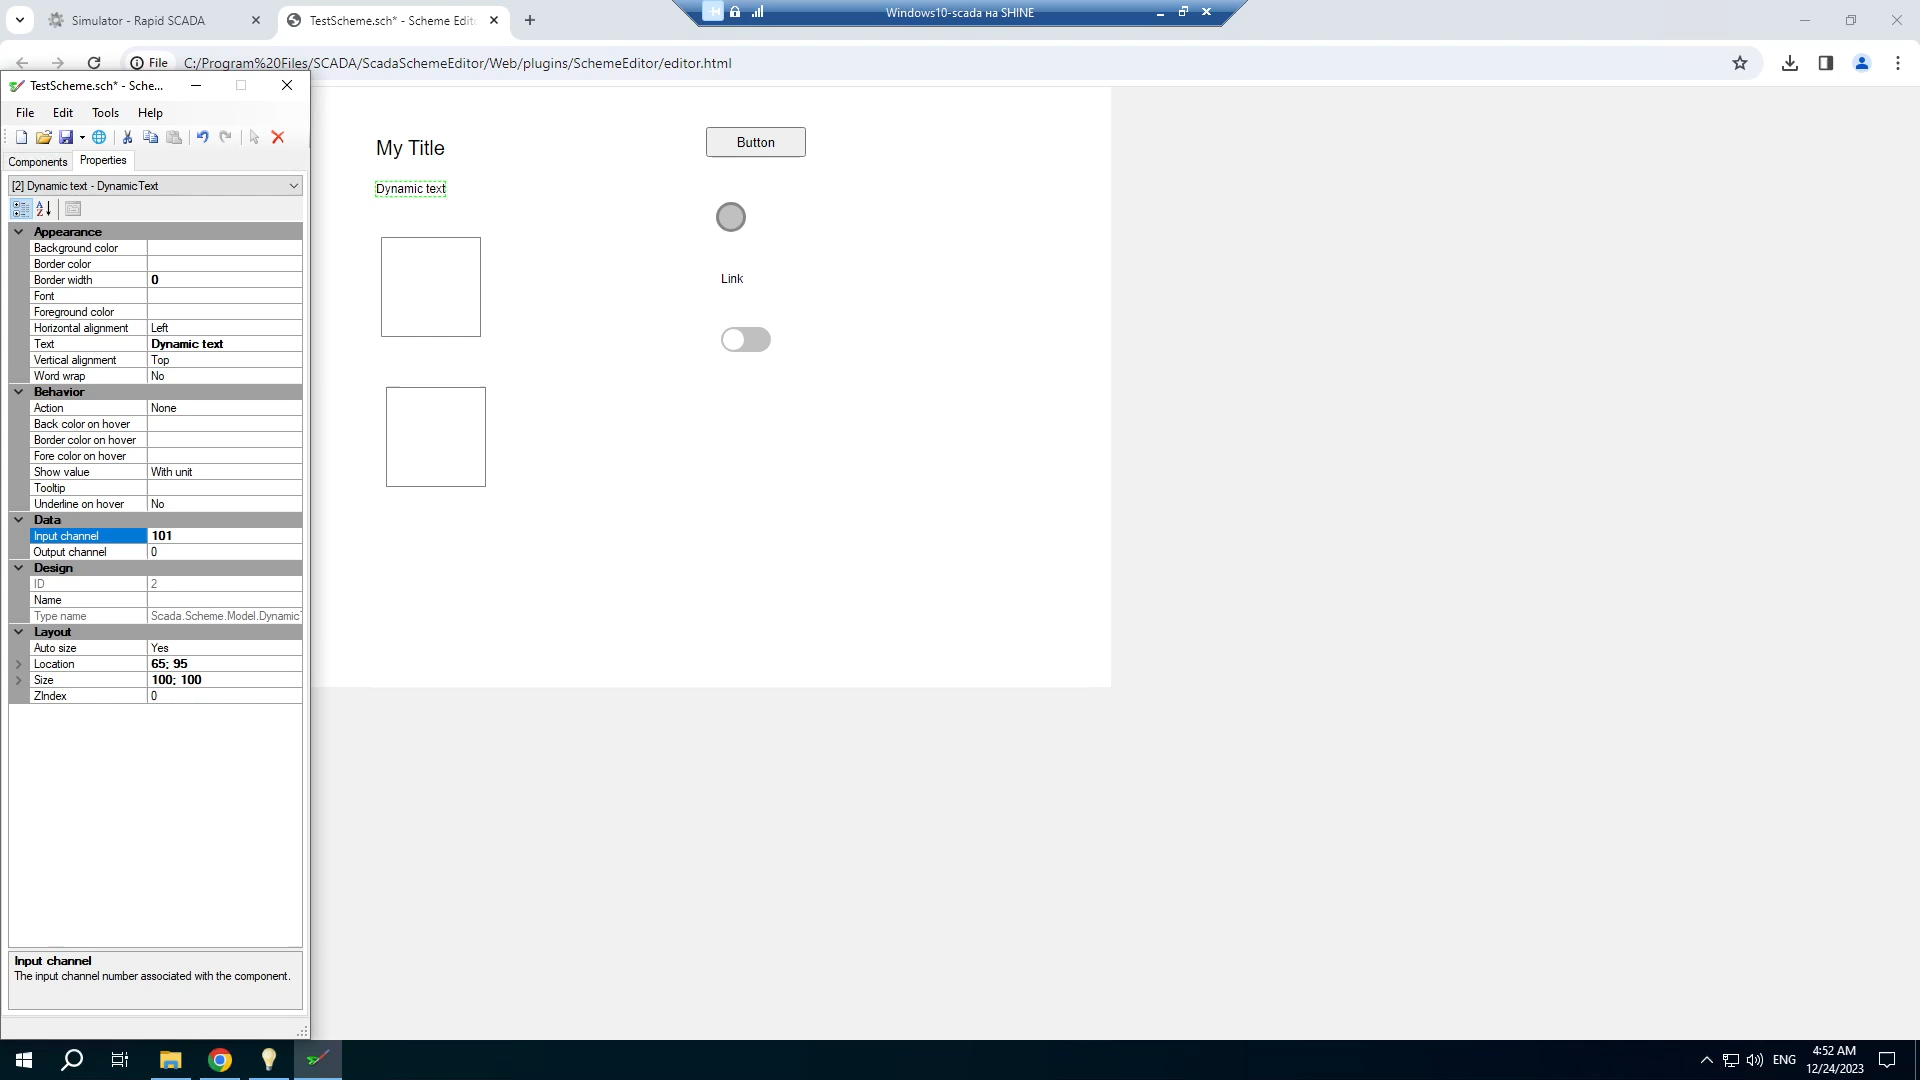 Simulator - Rapid SCADA
TestScheme.sch* - Scheme Edit
Windows10-scada на SHINE
File
C:/Program%20Files/SCADA/ScadaSchemeEditor/Web/plugins/SchemeEditor/editor.html
TestScheme.sch* - Sche...
File Edit Tools Help
Components Properties
[2] Dynamic text - DynamicText
Appearance
Background color
Border color
Border width 0
Font
Foreground color
Horizontal alignment Left
Text Dynamic text
Vertical alignment Top
Word wrap No
Behavior
Action None
Back color on hover
Border color on hover
Fore color on hover
Show value With unit
Tooltip
Underline on hover No
Data
Input channel 101
Output channel 0
Design
ID 2
Name
Type name Scada.Scheme.Model.Dynamic
Layout
Auto size Yes
Location 65; 95
Size 100; 100
ZIndex 0
Input channel
The input channel number associated with the component.
My Title
Dynamic text
Button
Link
ENG
4:52 AM
12/24/2023